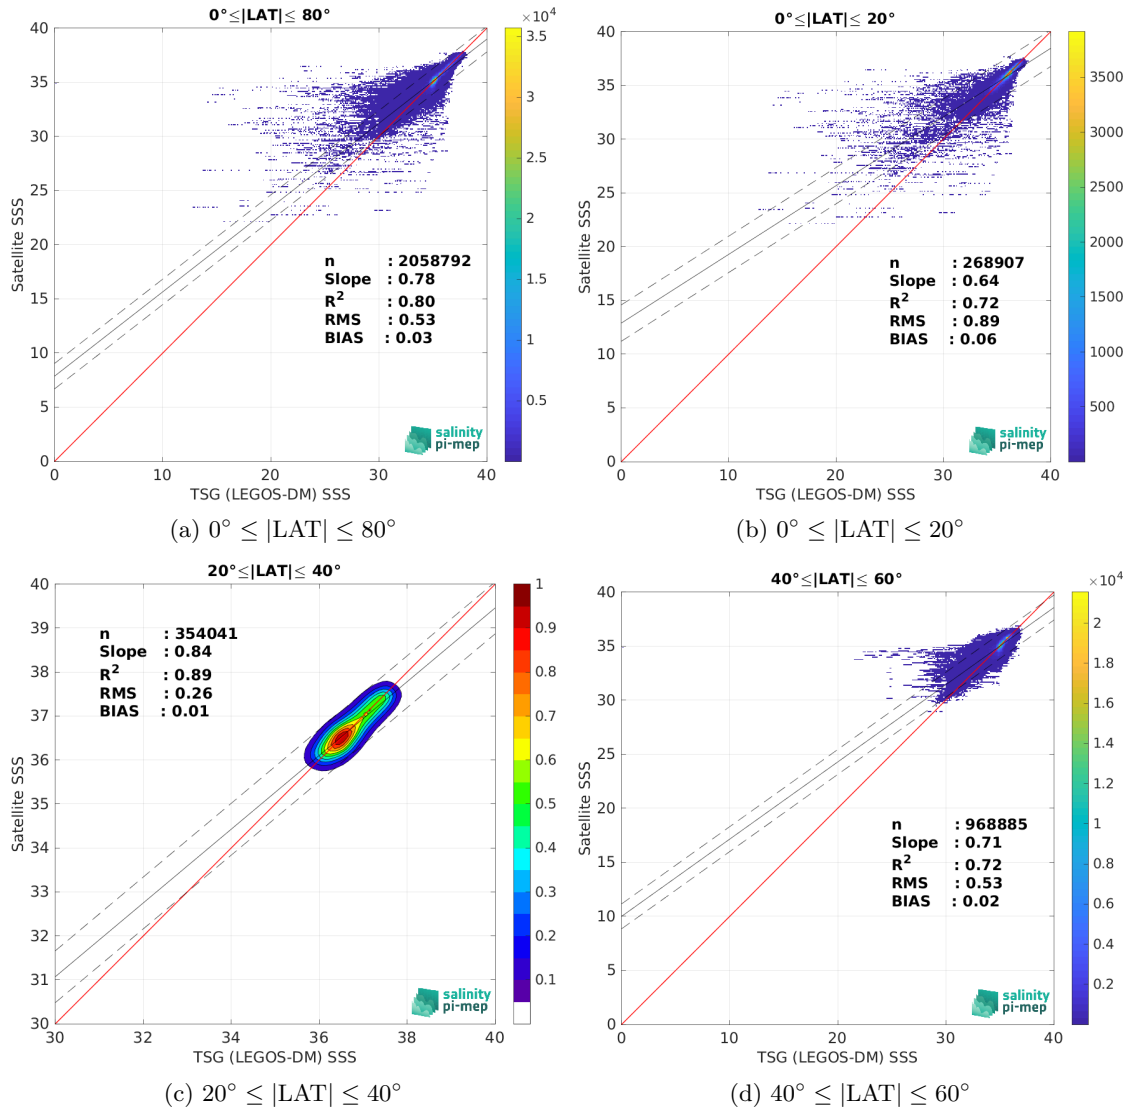 0°≤|LAT|≤ 80°
×10⁴
Satellite SSS
40
35
30
25
20
15
10
5
0
n : 2058792
Slope : 0.78
R² : 0.80
RMS : 0.53
BIAS : 0.03
salinity
pi-mep
0 10 20 30 40
TSG (LEGOS-DM) SSS
3.5
3
2.5
2
1.5
1
0.5
(a) 0° ≤ |LAT| ≤ 80°
0°≤|LAT|≤ 20°
Satellite SSS
40
35
30
25
20
15
10
5
0
n : 268907
Slope : 0.64
R² : 0.72
RMS : 0.89
BIAS : 0.06
salinity
pi-mep
0 10 20 30 40
TSG (LEGOS-DM) SSS
3500
3000
2500
2000
1500
1000
500
(b) 0° ≤ |LAT| ≤ 20°
20°≤|LAT|≤ 40°
Satellite SSS
40
39
38
37
36
35
34
33
32
31
30
n : 354041
Slope : 0.84
R² : 0.89
RMS : 0.26
BIAS : 0.01
salinity
pi-mep
30 32 34 36 38 40
TSG (LEGOS-DM) SSS
1
0.9
0.8
0.7
0.6
0.5
0.4
0.3
0.2
0.1
(c) 20° ≤ |LAT| ≤ 40°
40°≤|LAT|≤ 60°
×10⁴
Satellite SSS
40
35
30
25
20
15
10
5
0
n : 968885
Slope : 0.71
R² : 0.72
RMS : 0.53
BIAS : 0.02
salinity
pi-mep
0 10 20 30 40
TSG (LEGOS-DM) SSS
2
1.8
1.6
1.4
1.2
1
0.8
0.6
0.4
0.2
(d) 40° ≤ |LAT| ≤ 60°